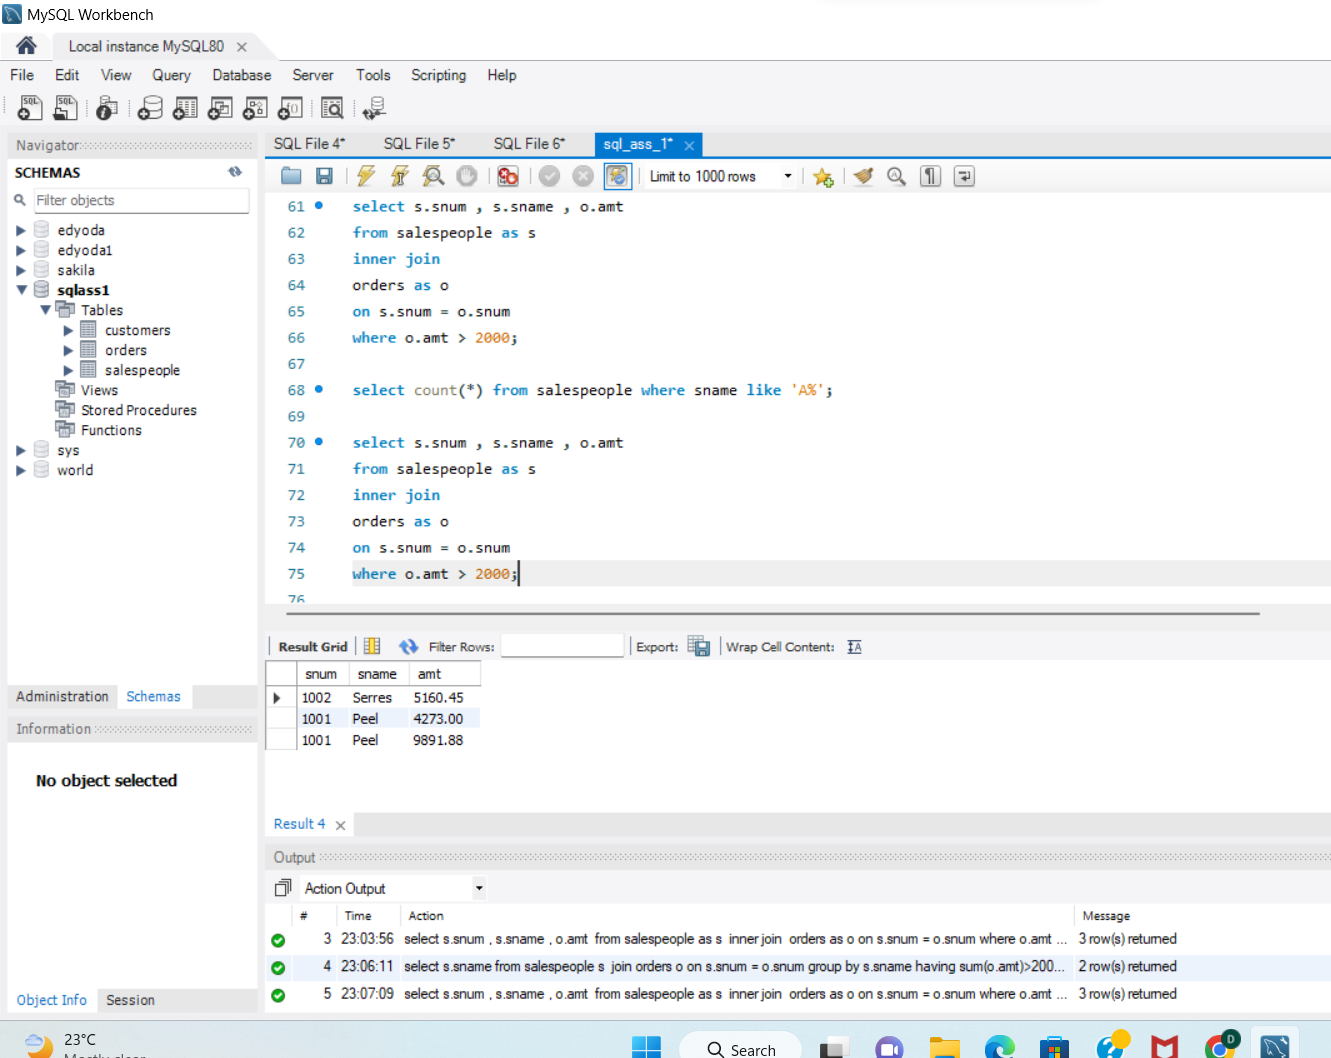 MySQL Workbench
Local instance MySQL80
File Edit View Query Database Server Tools Scripting Help
Navigator
SCHEMAS
Filter objects
edyoda
edyoda1
sakila
sqlass1
Tables
customers
orders
salespeople
Views
Stored Procedures
Functions
sys
world
Administration Schemas
Information
No object selected
Object Info Session
SQL File 4* SQL File 5* SQL File 6* sql_ass_1*
Limit to 1000 rows
61 select s.snum , s.sname , o.amt
62 from salespeople as s
63 inner join
64 orders as o
65 on s.snum = o.snum
66 where o.amt > 2000;
67
68 select count(*) from salespeople where sname like 'A%';
69
70 select s.snum , s.sname , o.amt
71 from salespeople as s
72 inner join
73 orders as o
74 on s.snum = o.snum
75 where o.amt > 2000;
76
Result Grid Filter Rows: Export: Wrap Cell Content:
snum sname amt
1002 Serres 5160.45
1001 Peel 4273.00
1001 Peel 9891.88
Result 4
Output
Action Output
# Time Action Message
3 23:03:56 select s.snum , s.sname , o.amt from salespeople as s inner join orders as o on s.snum = o.snum where o.amt ... 3 row(s) returned
4 23:06:11 select s.sname from salespeople s join orders o on s.snum = o.snum group by s.sname having sum(o.amt)>200... 2 row(s) returned
5 23:07:09 select s.snum , s.sname , o.amt from salespeople as s inner join orders as o on s.snum = o.snum where o.amt ... 3 row(s) returned
23°C
Mostly clear
Search
D